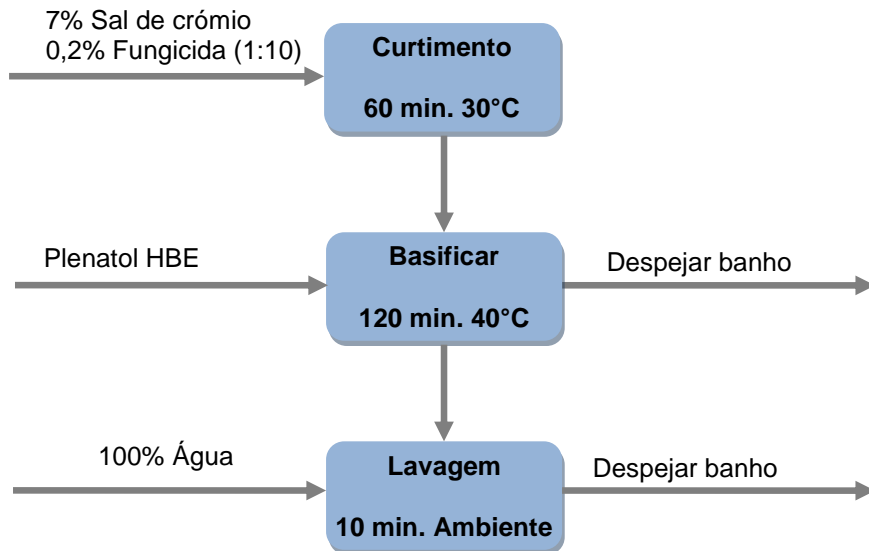 7% Sal de crómio
0,2% Fungicida (1:10)
Curtimento
60 min. 30°C
Plenatol HBE
Basificar
120 min. 40°C
Despejar banho
100% Água
Lavagem
10 min. Ambiente
Despejar banho